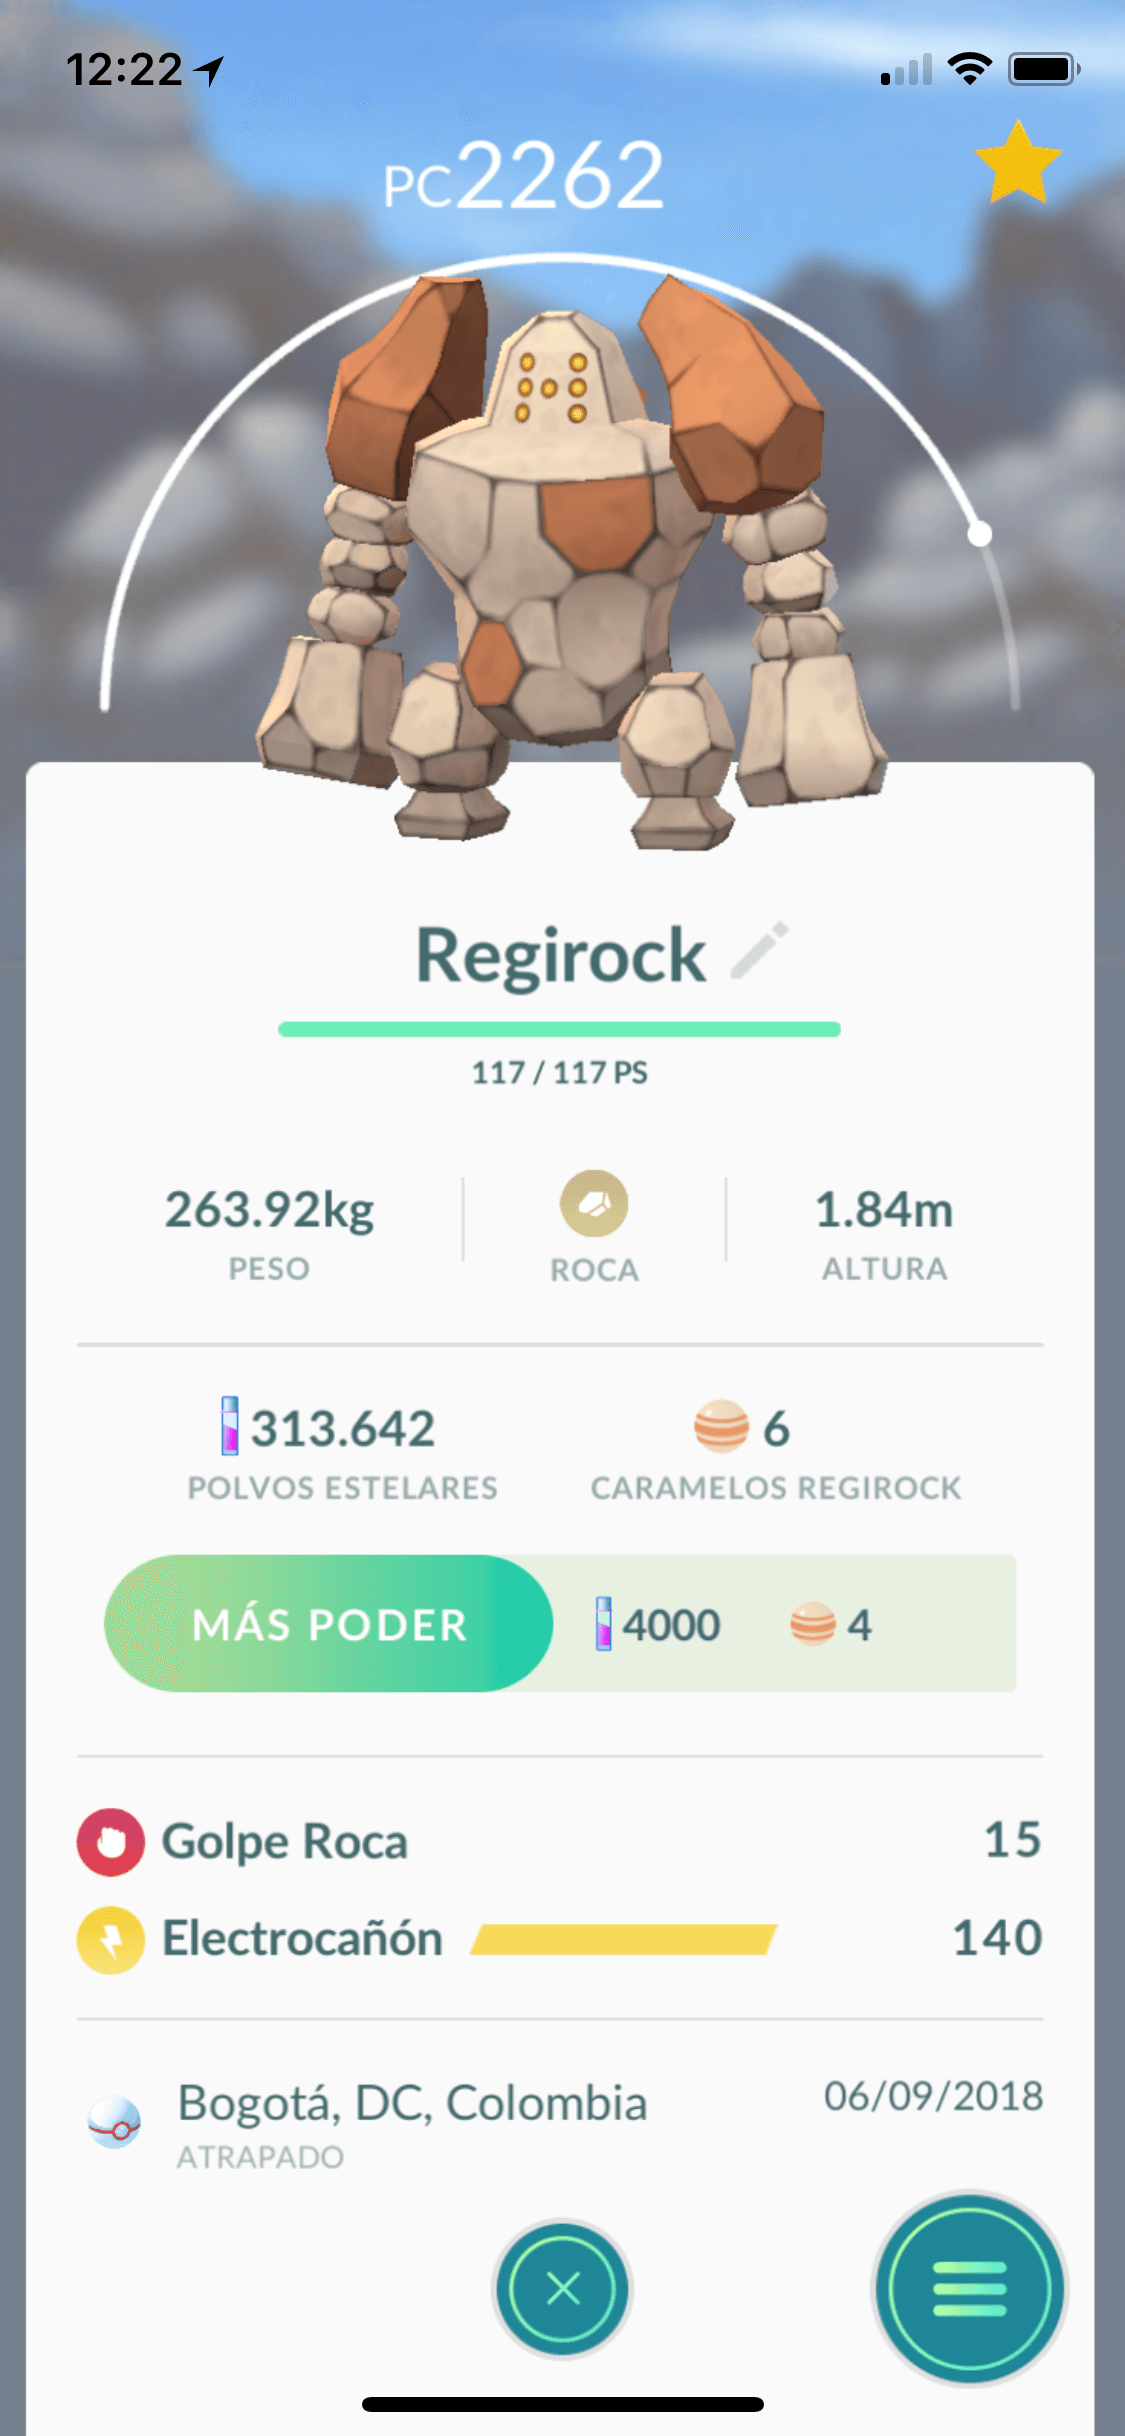 12:22
PC2262
Regirock
117 / 117 PS
263.92kg
PESO
ROCA
1.84m
ALTURA
313.642
POLVOS ESTELARES
6
CARAMELOS REGIROCK
MÁS PODER
4000
4
Golpe Roca
15
Electrocañón
140
Bogotá, DC, Colombia
06/09/2018
ATRAPADO